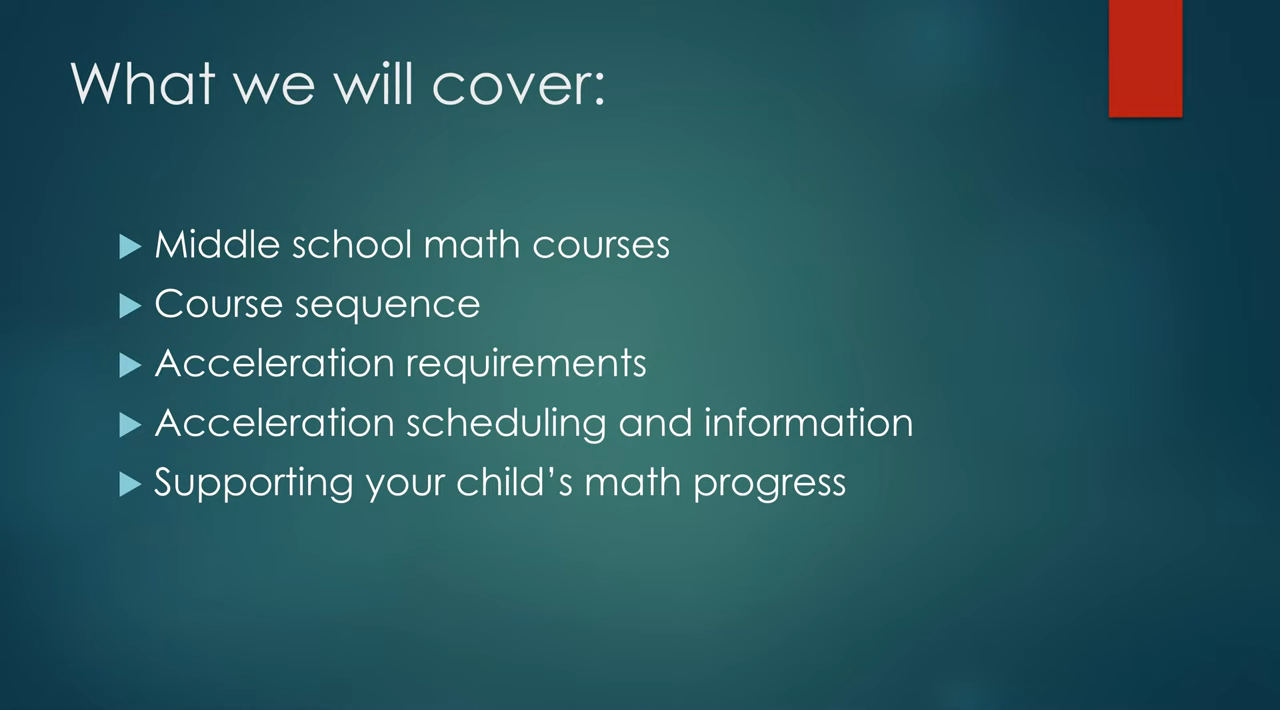 What we will cover:
Middle school math courses
Course sequence
Acceleration requirements
Acceleration scheduling and information
Supporting your child’s math progress